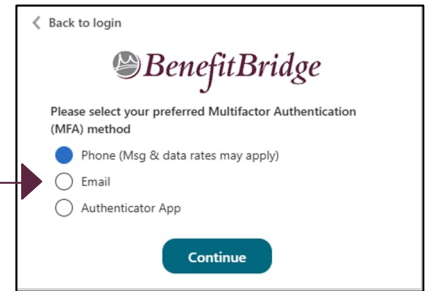 Back to login
BenefitBridge
Please select your preferred Multifactor Authentication
(MFA) method
Phone (Msg & data rates may apply)
Email
Authenticator App
Continue